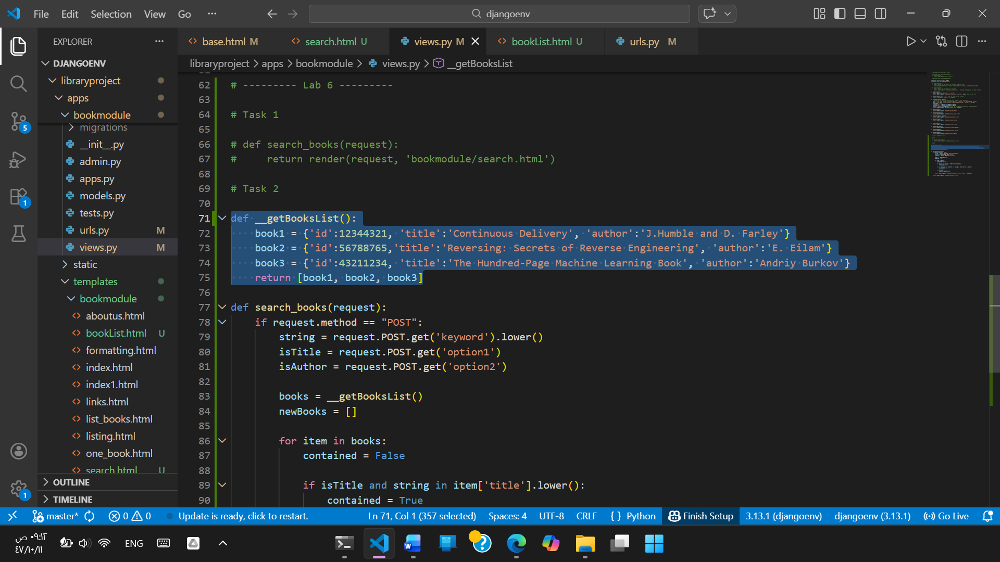 File Edit Selection View Go ··· djangoenv
EXPLORER ···
DJANGOENV
libraryproject
apps
bookmodule
migrations
__init__.py
admin.py
apps.py
models.py
tests.py
urls.py M
views.py M
static
templates
bookmodule
aboutus.html
bookList.html U
formatting.html
index.html
index1.html
links.html
list_books.html
listing.html
one_book.html
search.html U
OUTLINE
TIMELINE
5
1
1
base.html M search.html U views.py M bookList.html U urls.py M
libraryproject > apps > bookmodule > views.py > __getBooksList
62 # --------- Lab 6 ---------
63
64 # Task 1
65
66 # def search_books(request):
67 #     return render(request, 'bookmodule/search.html')
68
69 # Task 2
70
71 def __getBooksList():
72     book1 = {'id':12344321, 'title':'Continuous Delivery', 'author':'J.Humble and D. Farley'}
73     book2 = {'id':56788765,'title':'Reversing: Secrets of Reverse Engineering', 'author':'E. Eilam'}
74     book3 = {'id':43211234, 'title':'The Hundred-Page Machine Learning Book', 'author':'Andriy Burkov'}
75     return [book1, book2, book3]
76
77 def search_books(request):
78     if request.method == "POST":
79         string = request.POST.get('keyword').lower()
80         isTitle = request.POST.get('option1')
81         isAuthor = request.POST.get('option2')
82
83         books = __getBooksList()
84         newBooks = []
85
86         for item in books:
87             contained = False
88
89             if isTitle and string in item['title'].lower():
90                 contained = True
master* 0 0 Update is ready, click to restart. Ln 71, Col 1 (357 selected) Spaces: 4 UTF-8 CRLF { } Python Finish Setup 3.13.1 (djangoenv) djangoenv (3.13.1) Go Live
٠٩:١٢ ص
٤٧/١٠/١١
ENG